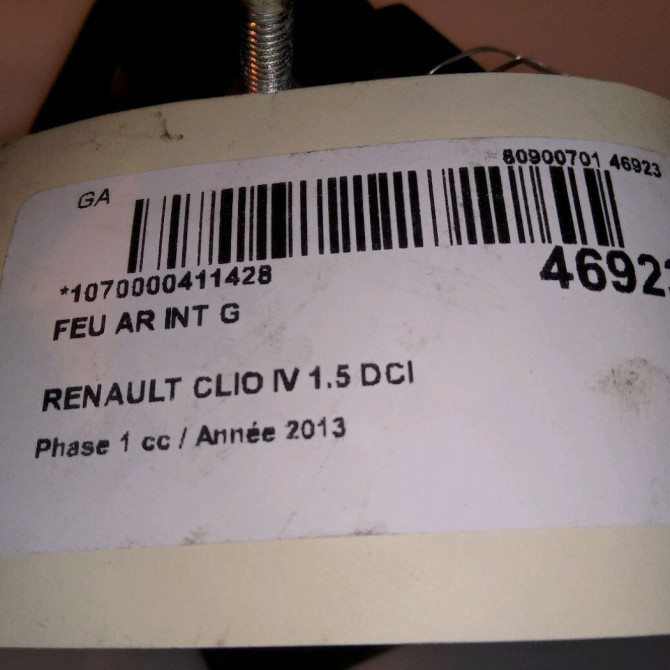 80900701 46923
GA
*1070000411428
46923
FEU AR INT G
RENAULT CLIO IV 1.5 DCI
Phase 1 cc / Année 2013